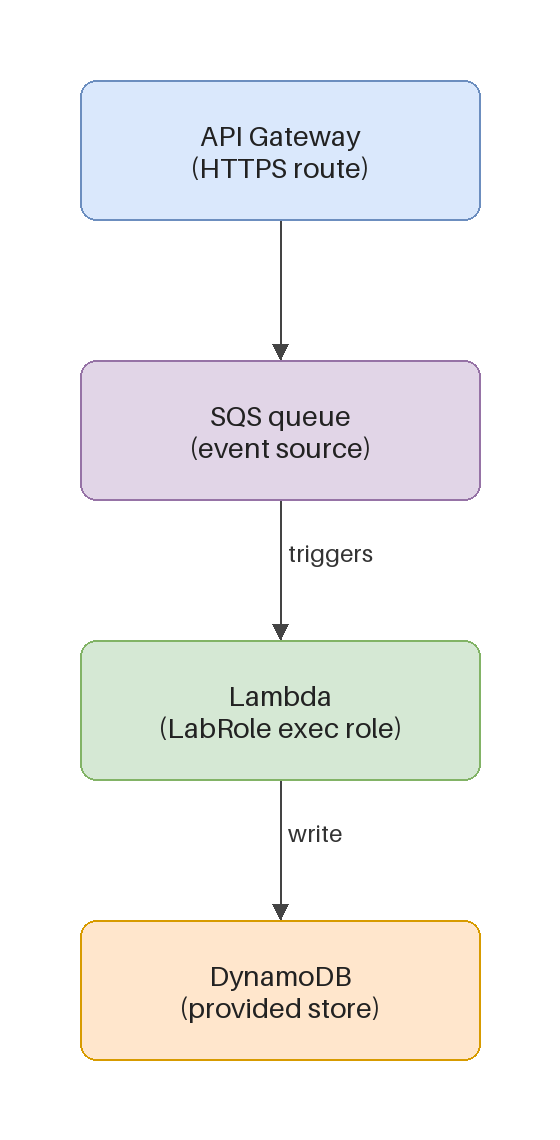 API Gateway
(HTTPS route)
SQS queue
(event source)
triggers
Lambda
(LabRole exec role)
write
DynamoDB
(provided store)